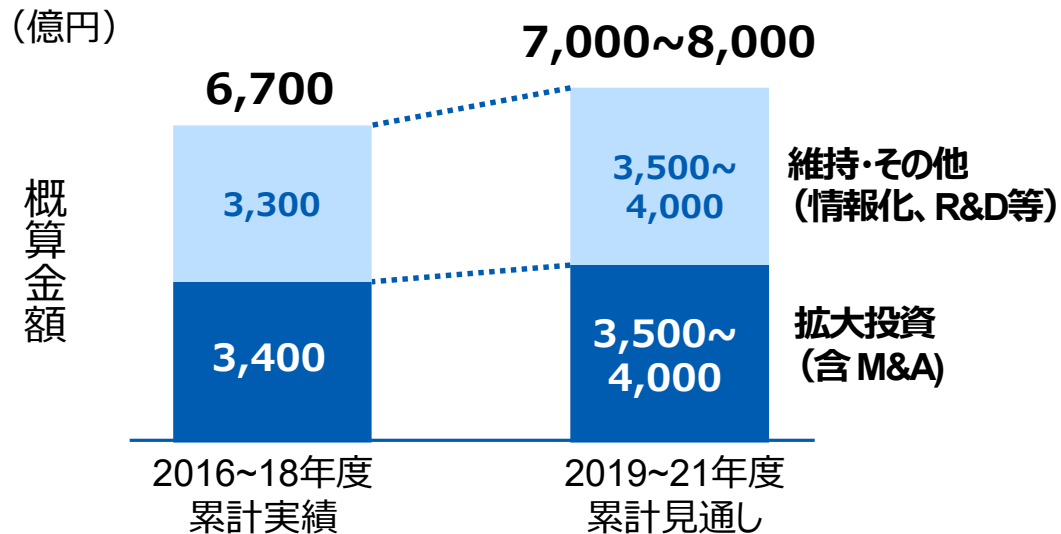 （億円）
7,000~8,000
6,700
概算金額
3,300
3,500~
4,000
維持・その他
（情報化、R&D等）
3,400
3,500~
4,000
拡大投資
（含 M&A)
2016~18年度
累計実績
2019~21年度
累計見通し